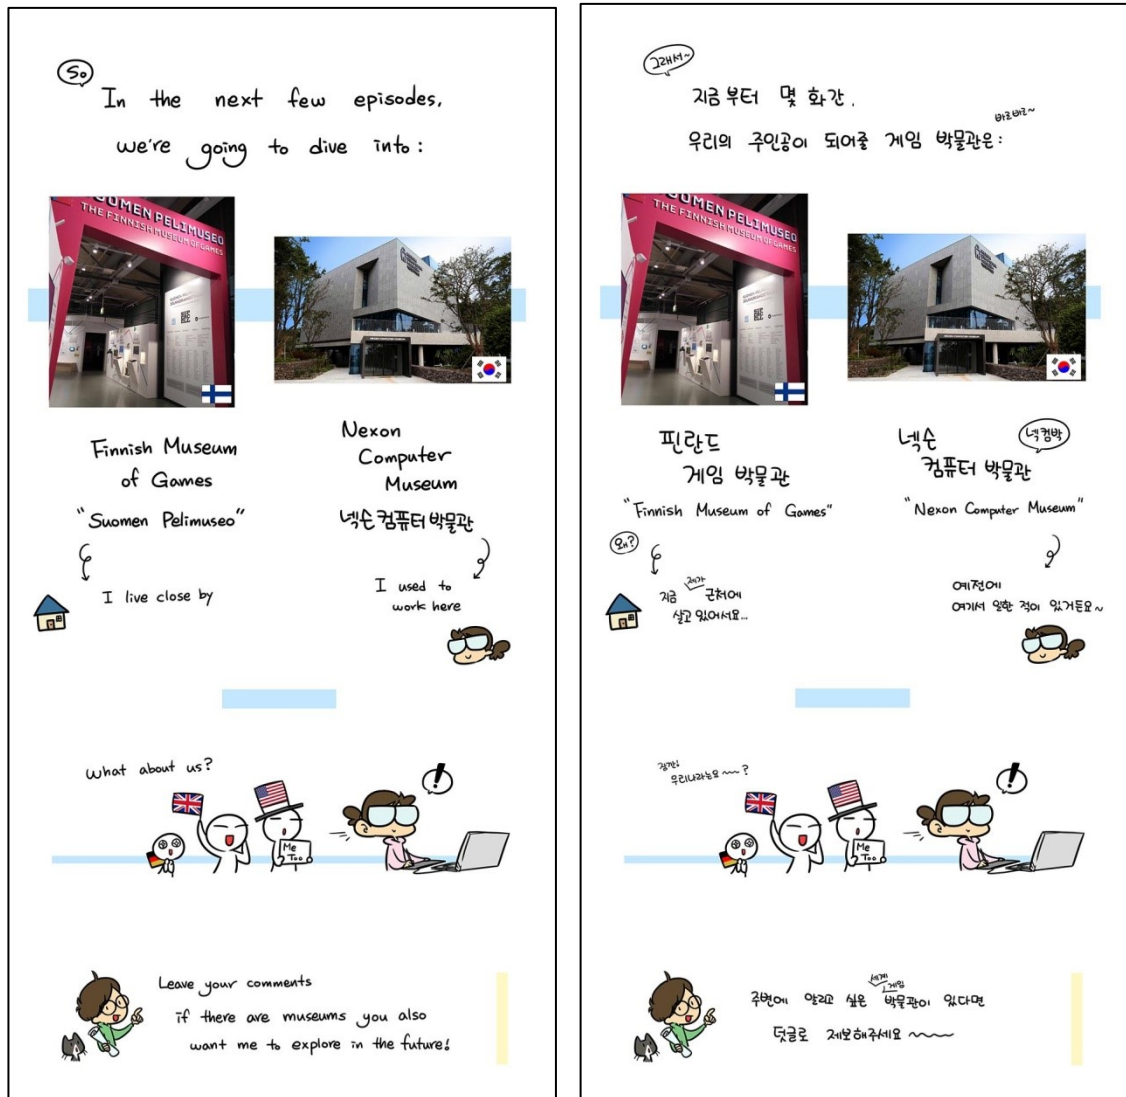 So
In the next few episodes,
we're going to dive into:
SUOMEN PELIMUSEO
THE FINNISH MUSEUM OF GAMES
Finnish Museum
of Games
"Suomen Pelimuseo"
I live close by
Nexon
Computer
Museum
넥슨컴퓨터박물관
I used to
work here
What about us?
Me
Too
!
Leave your comments
if there are museums you also
want me to explore in the future!
그래서~
지금부터 몇 화간,
바로바로~
우리의 주인공이 되어줄 게임 박물관은:
THE FINNISH MUSEUM OF GAMES
핀란드
게임 박물관
"Finnish Museum of Games"
왜?
지금 제가 근처에
살고 있어서요...
넥슨
넥컴박
컴퓨터 박물관
"Nexon Computer Museum"
예전에
여기서 일한 적이 있거든요~
잠깐!
우리나라는요~~~?
Me
Too
!
주변에 알리고 싶은 세계 게임 박물관이 있다면
덧글로 제보해주세요~~~~